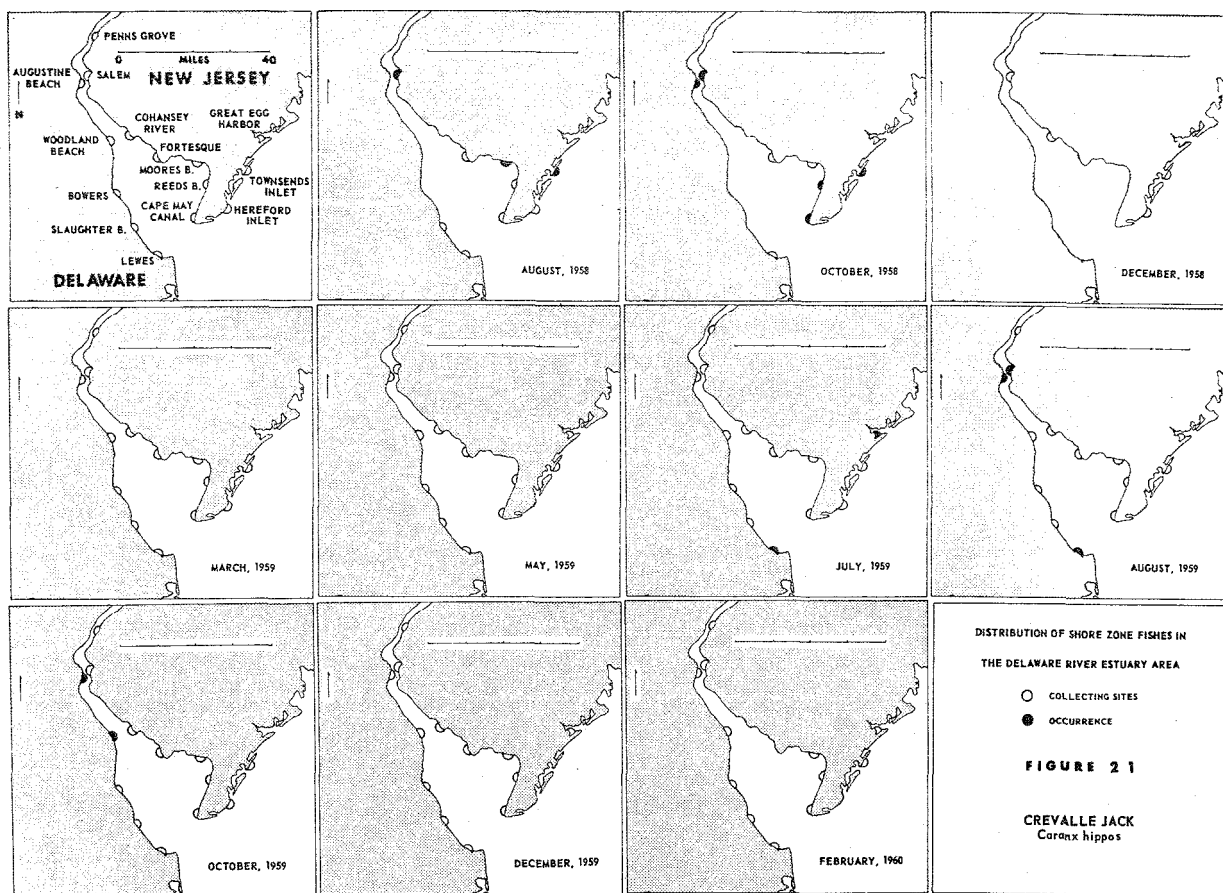 PENNS GROVE
0 MILES 40
AUGUSTINE BEACH
SALEM
NEW JERSEY
N
COHANSEY RIVER
GREAT EGG HARBOR
WOODLAND BEACH
FORTESQUE
MOORES B.
REEDS B.
TOWNSENDS INLET
BOWERS
CAPE MAY CANAL
HEREFORD INLET
SLAUGHTER B.
LEWES
DELAWARE
AUGUST, 1958
OCTOBER, 1958
DECEMBER, 1958
MARCH, 1959
MAY, 1959
JULY, 1959
AUGUST, 1959
OCTOBER, 1959
DECEMBER, 1959
FEBRUARY, 1960
DISTRIBUTION OF SHORE ZONE FISHES IN
THE DELAWARE RIVER ESTUARY AREA
COLLECTING SITES
OCCURRENCE
FIGURE 21
CREVALLE JACK
Caranx hippos